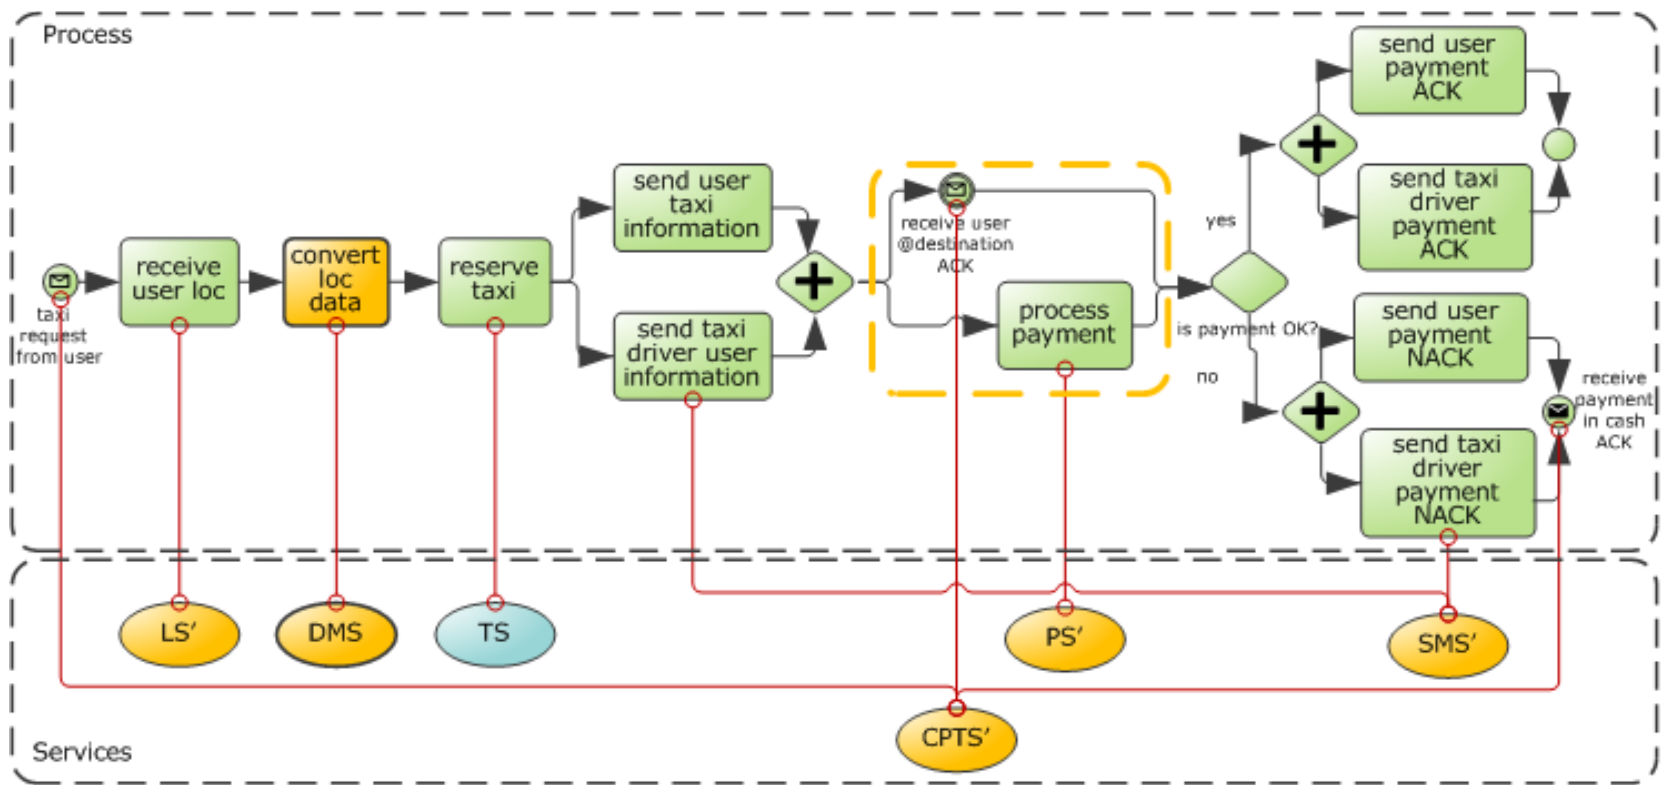 Process
taxi
request
from user
receive
user loc
convert
loc
data
reserve
taxi
send user
taxi
information
send taxi
driver user
information
receive user
@destination
ACK
process
payment
is payment OK?
yes
no
send user
payment
ACK
send taxi
driver
payment
ACK
send user
payment
NACK
send taxi
driver
payment
NACK
receive
payment
in cash
ACK
LS’
DMS
TS
PS’
SMS’
CPTS’
Services